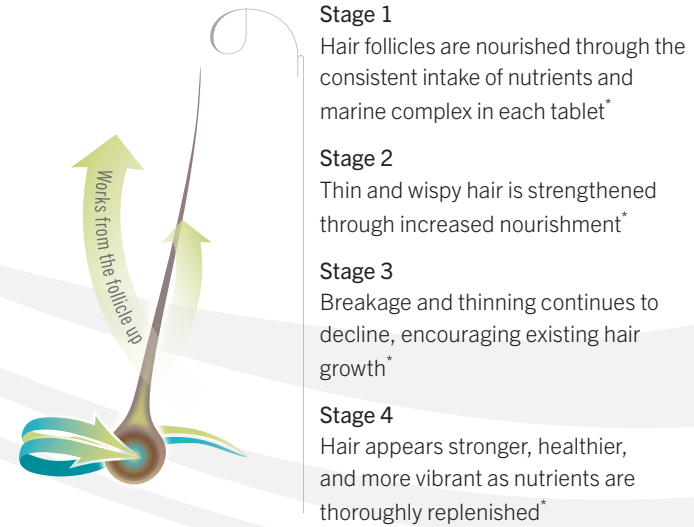 Stage 1
Hair follicles are nourished through the
consistent intake of nutrients and
marine complex in each tablet*
Stage 2
Thin and wispy hair is strengthened
through increased nourishment*
Stage 3
Breakage and thinning continues to
decline, encouraging existing hair
growth*
Stage 4
Hair appears stronger, healthier,
and more vibrant as nutrients are
thoroughly replenished*
Works from the follicle up